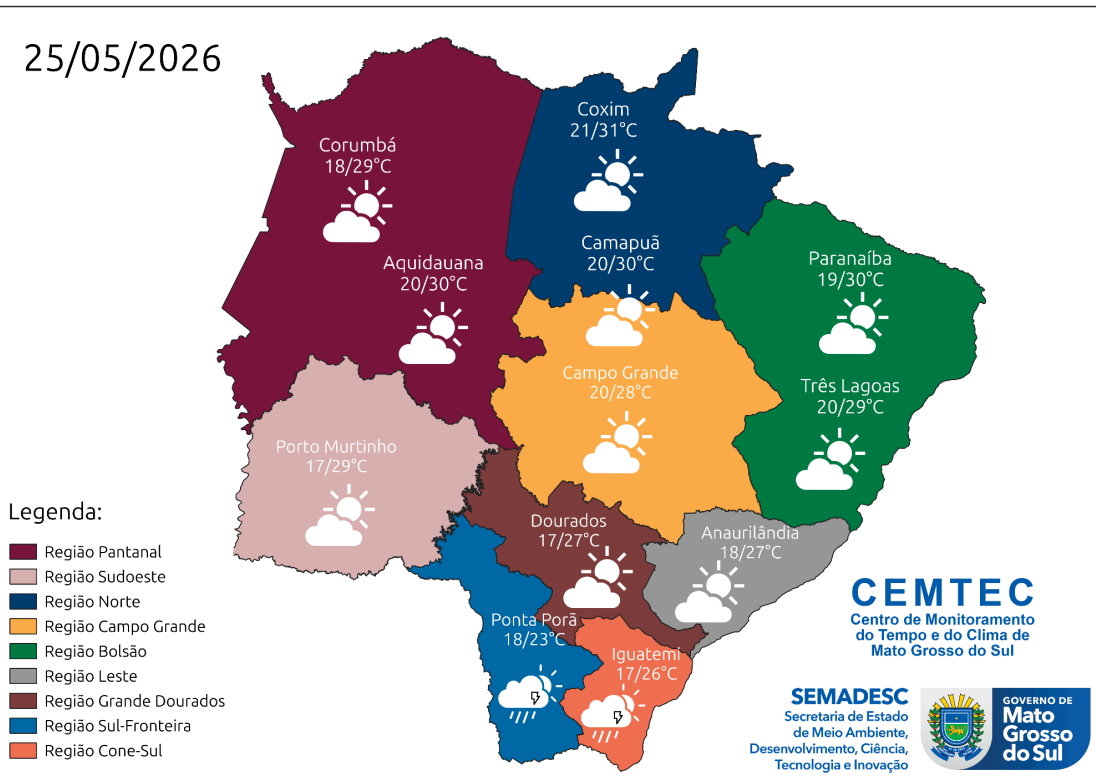 25/05/2026
Coxim
21/31°C
Corumbá
18/29°C
Camapuã
20/30°C
Aquidauana
20/30°C
Paranaíba
19/30°C
Campo Grande
20/28°C
Três Lagoas
20/29°C
Porto Murtinho
17/29°C
Dourados
17/27°C
Anaurilândia
18/27°C
Ponta Porã
18/23°C
Iguatemi
17/26°C
Legenda:
Região Pantanal
Região Sudoeste
Região Norte
Região Campo Grande
Região Bolsão
Região Leste
Região Grande Dourados
Região Sul-Fronteira
Região Cone-Sul
CEMTEC
Centro de Monitoramento
do Tempo e do Clima de
Mato Grosso do Sul
SEMADESC
Secretaria de Estado
de Meio Ambiente,
Desenvolvimento, Ciência,
Tecnologia e Inovação
GOVERNO DE
Mato
Grosso
do Sul